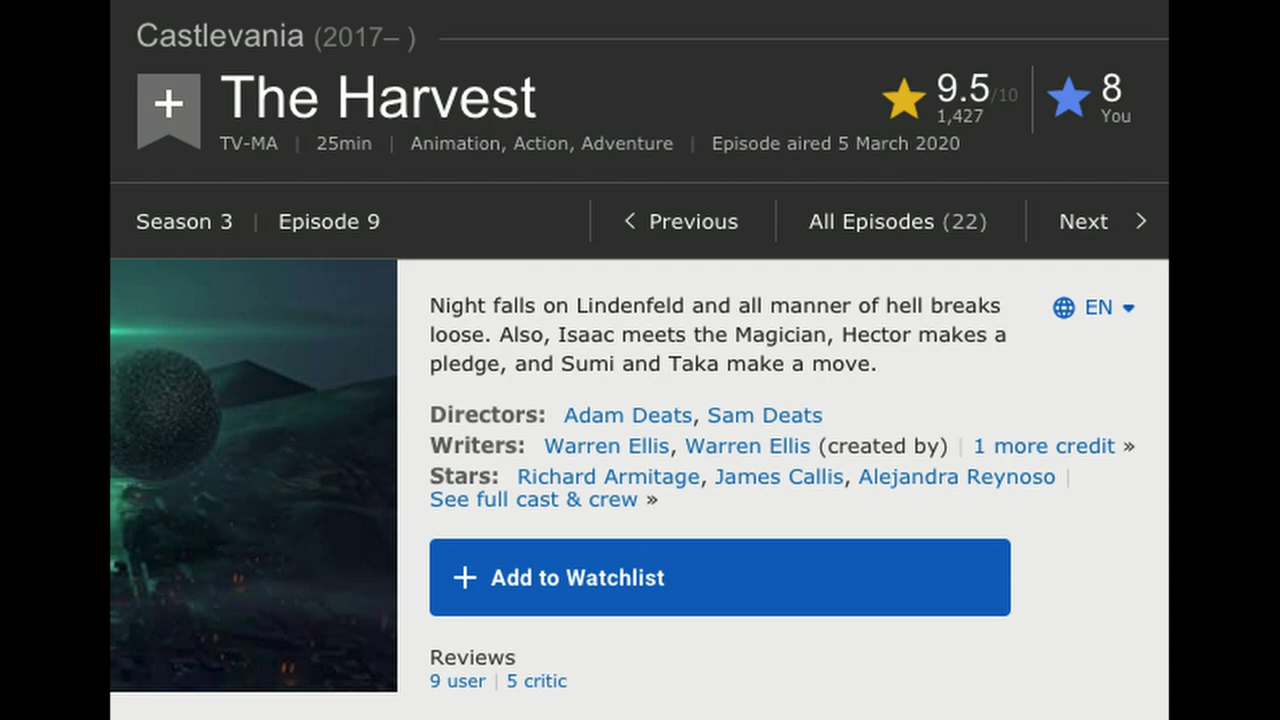 Castlevania (2017– )
The Harvest
9.5/10
1,427
8
You
TV-MA | 25min | Animation, Action, Adventure | Episode aired 5 March 2020
Season 3 | Episode 9
Previous
All Episodes (22)
Next
Night falls on Lindenfeld and all manner of hell breaks
loose. Also, Isaac meets the Magician, Hector makes a
pledge, and Sumi and Taka make a move.
EN
Directors: Adam Deats, Sam Deats
Writers: Warren Ellis, Warren Ellis (created by) | 1 more credit »
Stars: Richard Armitage, James Callis, Alejandra Reynoso |
See full cast & crew »
+ Add to Watchlist
Reviews
9 user | 5 critic